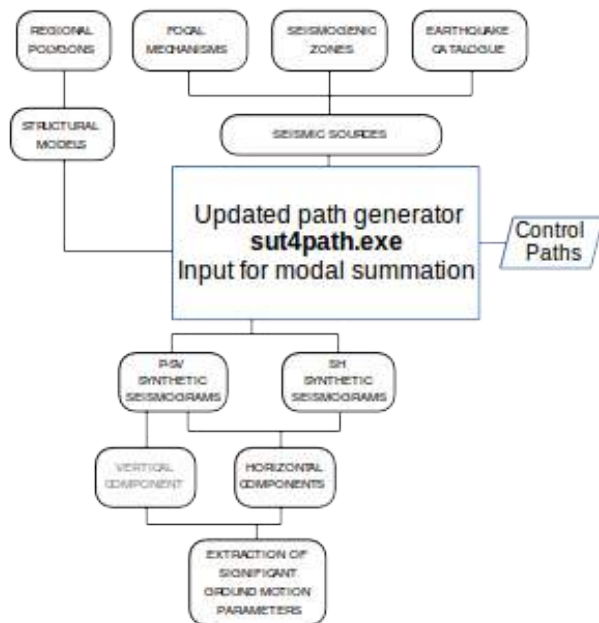 REGIONAL
POLYGONS
FOCAL
MECHANISMS
SEISMOGENIC
ZONES
EARTHQUAKE
CATALOGUE
STRUCTURAL
MODELS
SEISMIC SOURCES
Updated path generator
sut4path.exe
Input for modal summation
Control
Paths
P-SV
SYNTHETIC
SEISMOGRAMS
SH
SYNTHETIC
SEISMOGRAMS
VERTICAL
COMPONENT
HORIZONTAL
COMPONENTS
EXTRACTION OF
SIGNIFICANT
GROUND MOTION
PARAMETERS